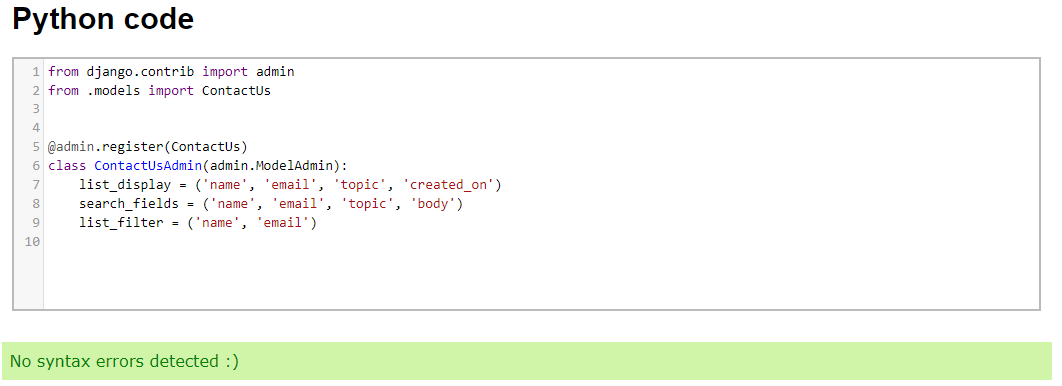 Python code
1 from django.contrib import admin
2 from .models import ContactUs
3
4
5 @admin.register(ContactUs)
6 class ContactUsAdmin(admin.ModelAdmin):
7     list_display = ('name', 'email', 'topic', 'created_on')
8     search_fields = ('name', 'email', 'topic', 'body')
9     list_filter = ('name', 'email')
10
No syntax errors detected :)